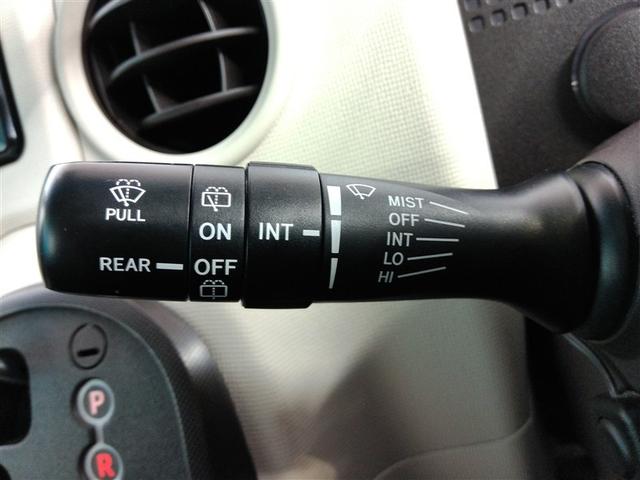 PULL
REAR
ON
OFF
INT
MIST
OFF
INT
LO
HI
P
R